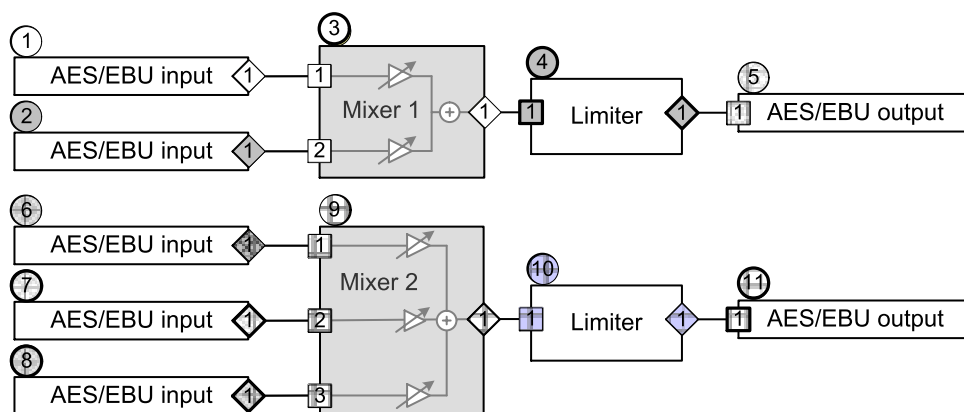 1
AES/EBU input 1
2
AES/EBU input 1
3
1
2
Mixer 1
1
4
1 Limiter 1
5
1 AES/EBU output
6
AES/EBU input 1
7
AES/EBU input 1
8
AES/EBU input 1
9
1
2
3
Mixer 2
1
10
1 Limiter 1
11
1 AES/EBU output